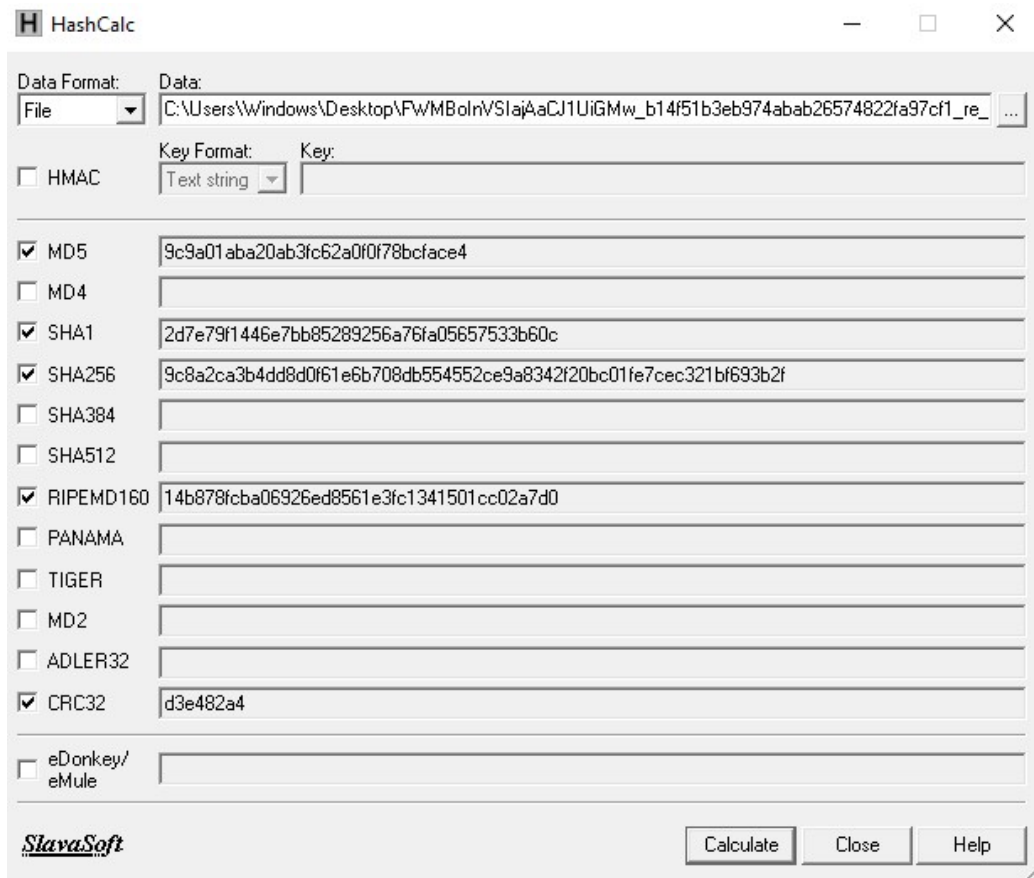 HashCalc
Data Format: Data:
File C:\Users\Windows\Desktop\FWMBoInVSIajAaCJ1UiGMw_b14f51b3eb974abab26574822fa97cf1_re_ ...
Key Format: Key:
HMAC Text string
MD5 9c9a01aba20ab3fc62a0f0f78bcface4
MD4
SHA1 2d7e79f1446e7bb85289256a76fa05657533b60c
SHA256 9c8a2ca3b4dd8d0f61e6b708db554552ce9a8342f20bc01fe7cec321bf693b2f
SHA384
SHA512
RIPEMD160 14b878fcba06926ed8561e3fc1341501cc02a7d0
PANAMA
TIGER
MD2
ADLER32
CRC32 d3e482a4
eDonkey/
eMule
SlavaSoft Calculate Close Help